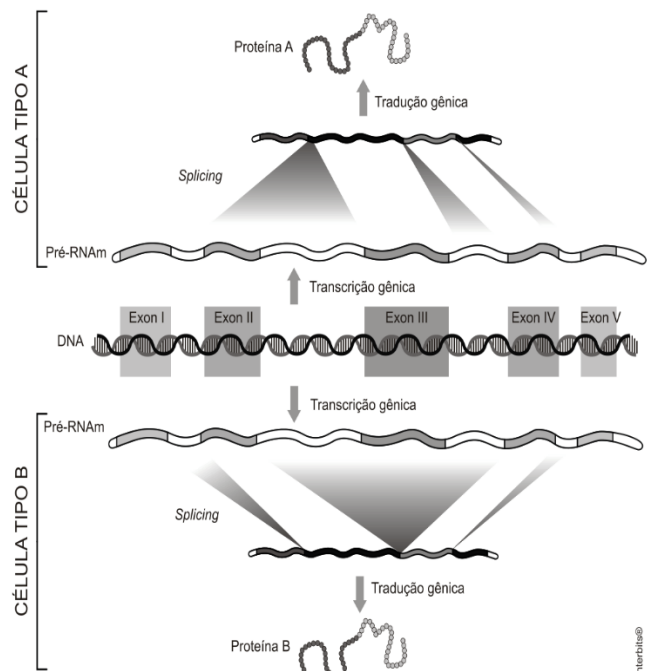 CÉLULA TIPO A
Proteína A
Tradução gênica
Splicing
Pré-RNAm
Transcrição gênica
Exon I
Exon II
Exon III
Exon IV
Exon V
DNA
CÉLULA TIPO B
Transcrição gênica
Pré-RNAm
Splicing
Tradução gênica
Proteína B
nterbits®